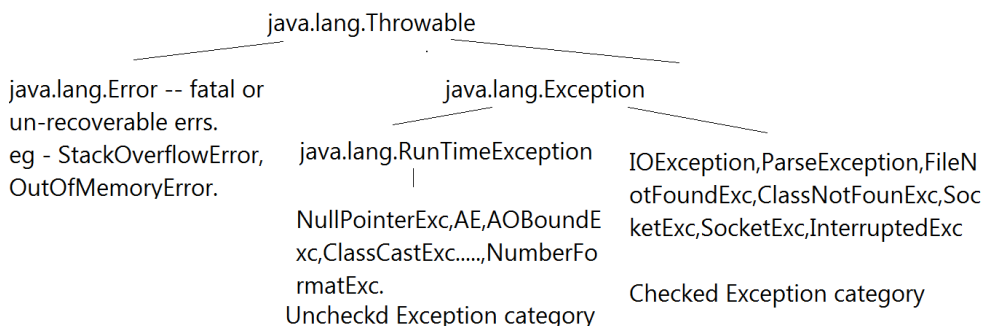 java.lang.Throwable
java.lang.Error -- fatal or
un-recoverable errs.
eg - StackOverflowError,
OutOfMemoryError.
java.lang.Exception
java.lang.RunTimeException
NullPointerExc,AE,AOBoundE
xc,ClassCastExc.....,NumberFo
rmatExc.
Uncheckd Exception category
IOException,ParseException,FileN
otFoundExc,ClassNotFounExc,Soc
ketExc,SocketExc,InterruptedExc
Checked Exception category